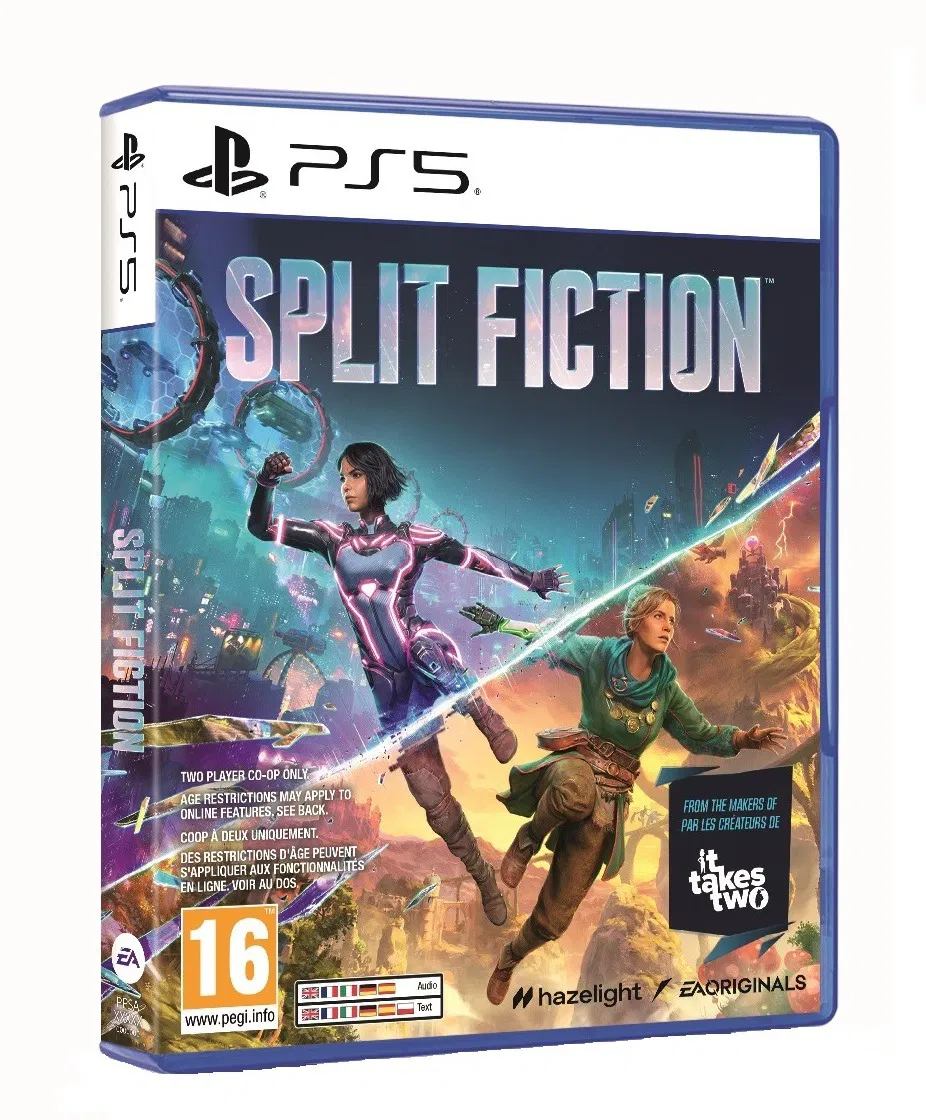 PS5
PS5
SPLIT FICTION™
SPLIT FICTION
TWO PLAYER CO-OP ONLY.
AGE RESTRICTIONS MAY APPLY TO
ONLINE FEATURES. SEE BACK.
COOP À DEUX UNIQUEMENT.
DES RESTRICTIONS D'ÂGE PEUVENT
S'APPLIQUER AUX FONCTIONNALITÉS
EN LIGNE. VOIR AU DOS.
FROM THE MAKERS OF
PAR LES CRÉATEURS DE
it
takes
two
16
www.pegi.info
Audio
Text
hazelight
EA ORIGINALS
EA
PPSA